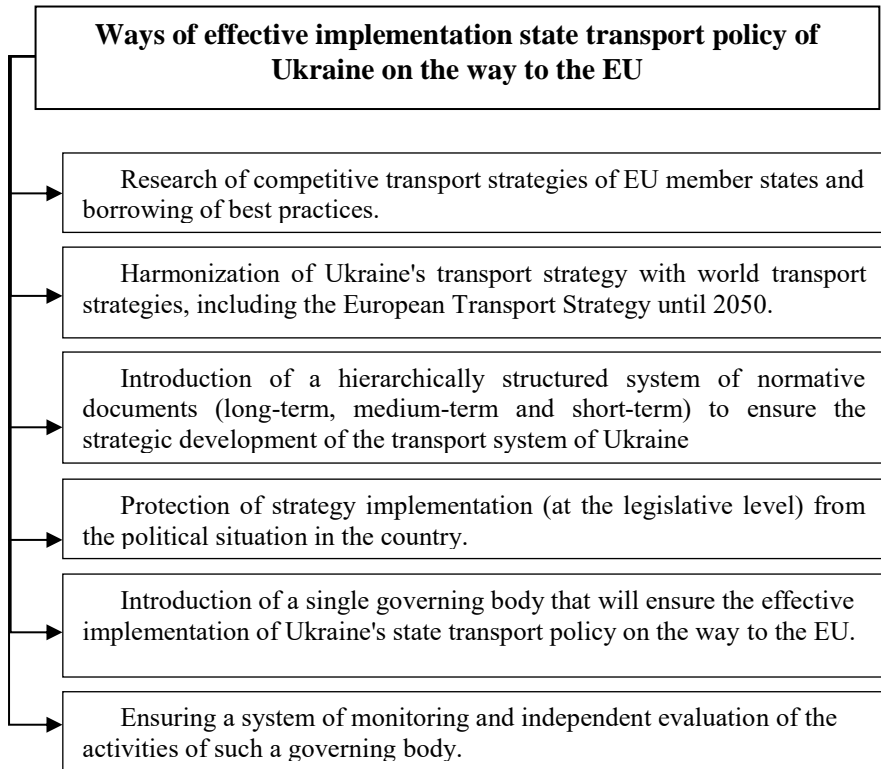 Ways of effective implementation state transport policy of
Ukraine on the way to the EU
Research of competitive transport strategies of EU member states and
borrowing of best practices.
Harmonization of Ukraine's transport strategy with world transport
strategies, including the European Transport Strategy until 2050.
Introduction of a hierarchically structured system of normative
documents (long-term, medium-term and short-term) to ensure the
strategic development of the transport system of Ukraine
Protection of strategy implementation (at the legislative level) from
the political situation in the country.
Introduction of a single governing body that will ensure the effective
implementation of Ukraine's state transport policy on the way to the EU.
Ensuring a system of monitoring and independent evaluation of the
activities of such a governing body.